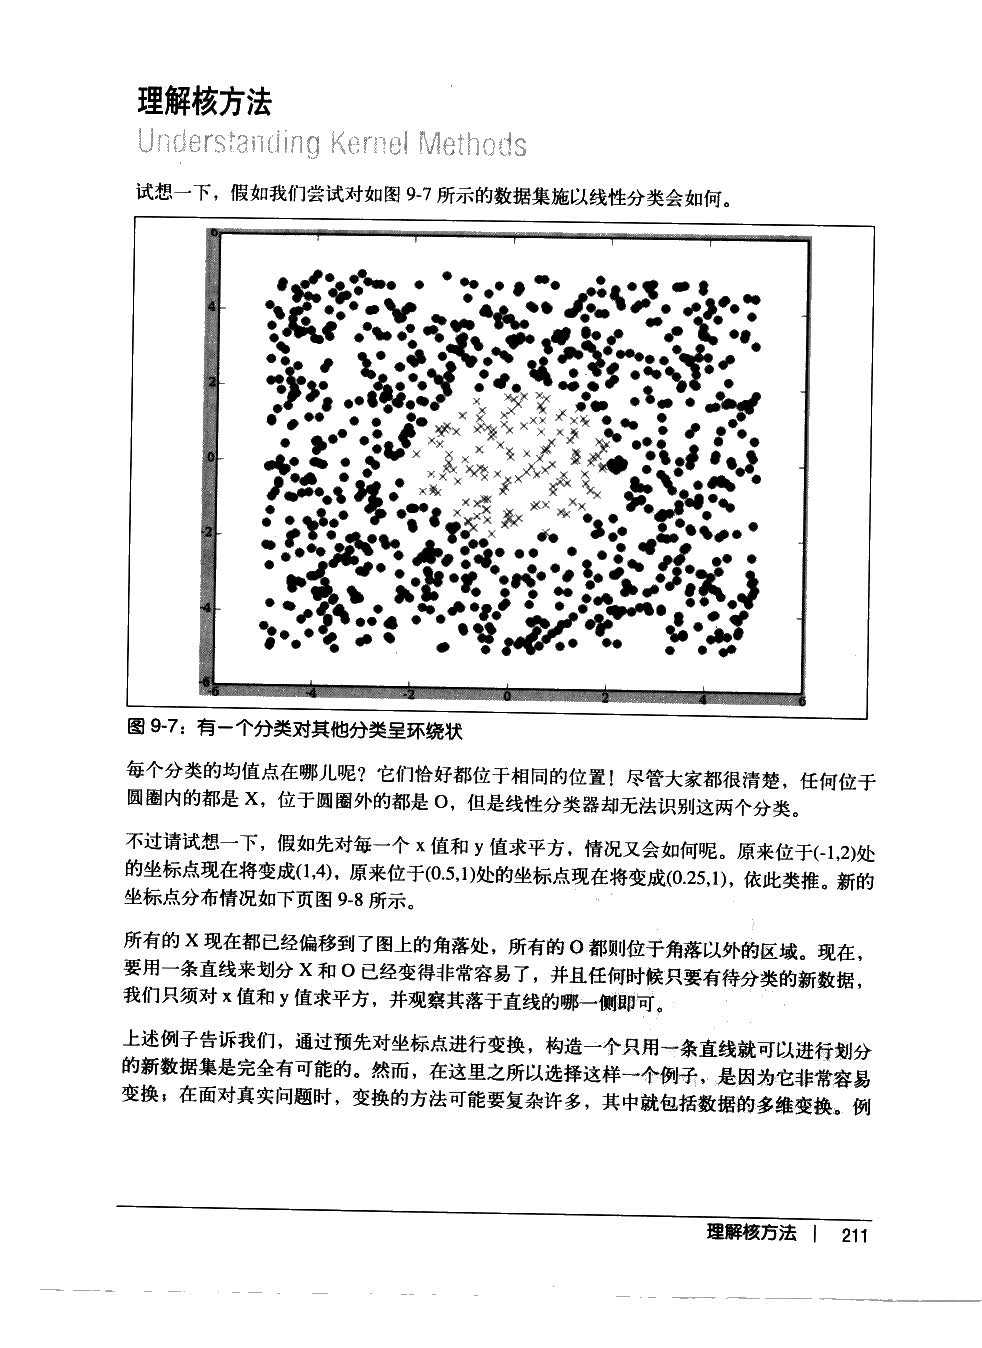 理解核方法
Understanding Kernel Methods
试想一下，假如我们尝试对如图 9-7 所示的数据集施以线性分类会如何。
6
4
2
0
-2
-4
-6
-6 -4 -2 0 2 4 6
图 9-7：有一个分类对其他分类呈环绕状
每个分类的均值点在哪儿呢？它们恰好都位于相同的位置！尽管大家都很清楚，任何位于
圆圈内的都是 X，位于圆圈外的都是 O，但是线性分类器却无法识别这两个分类。
不过请试想一下，假如先对每一个 x 值和 y 值求平方，情况又会如何呢。原来位于(-1,2)处
的坐标点现在将变成(1,4)，原来位于(0.5,1)处的坐标点现在将变成(0.25,1)，依此类推。新的
坐标点分布情况如下页图 9-8 所示。
所有的 X 现在都已经偏移到了图上的角落处，所有的 O 都则位于角落以外的区域。现在，
要用一条直线来划分 X 和 O 已经变得非常容易了，并且任何时候只要有待分类的新数据，
我们只须对 x 值和 y 值求平方，并观察其落于直线的哪一侧即可。
上述例子告诉我们，通过预先对坐标点进行变换，构造一个只用一条直线就可以进行划分
的新数据集是完全有可能的。然而，在这里之所以选择这样一个例子，是因为它非常容易
变换；在面对真实问题时，变换的方法可能要复杂许多，其中就包括数据的多维变换。例
理解核方法 | 211